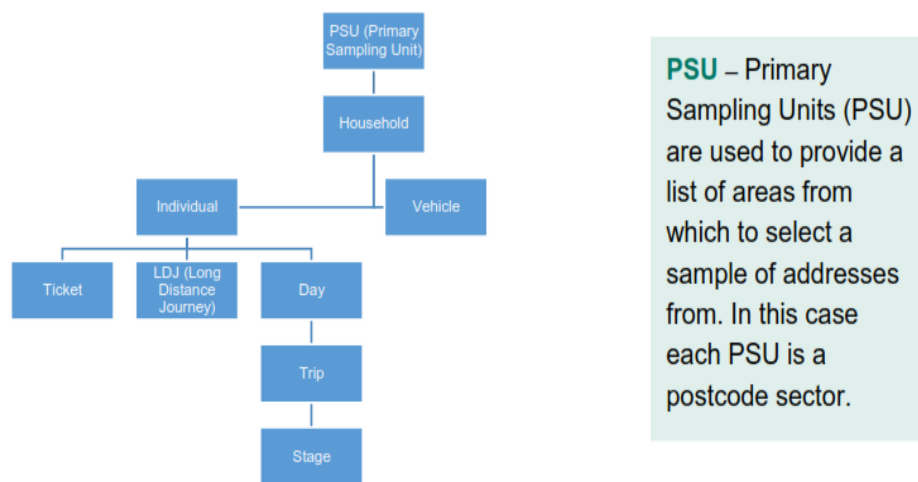 PSU (Primary
Sampling Unit)
Household
Individual
Vehicle
Ticket
LDJ (Long
Distance
Journey)
Day
Trip
Stage
PSU – Primary
Sampling Units (PSU)
are used to provide a
list of areas from
which to select a
sample of addresses
from. In this case
each PSU is a
postcode sector.